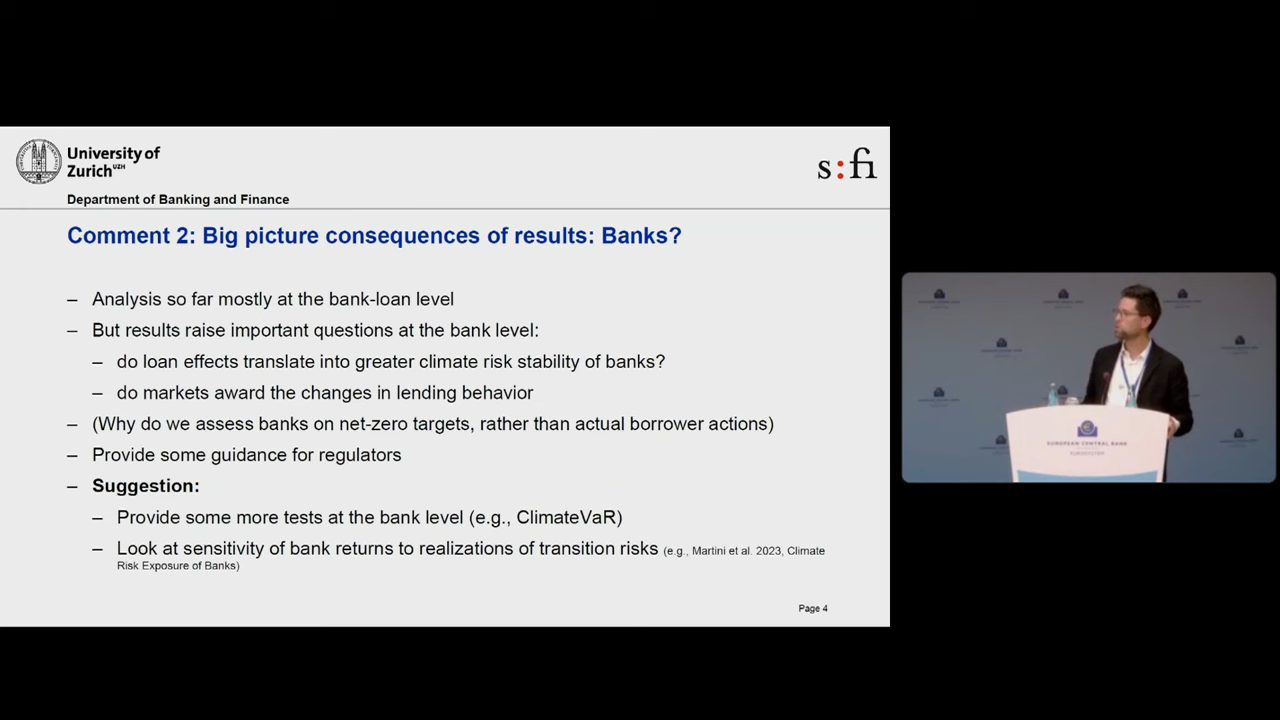 University of
Zurich UZH
s:fi
Department of Banking and Finance
Comment 2: Big picture consequences of results: Banks?
– Analysis so far mostly at the bank-loan level
– But results raise important questions at the bank level:
– do loan effects translate into greater climate risk stability of banks?
– do markets award the changes in lending behavior
– (Why do we assess banks on net-zero targets, rather than actual borrower actions)
– Provide some guidance for regulators
– Suggestion:
– Provide some more tests at the bank level (e.g., ClimateVaR)
– Look at sensitivity of bank returns to realizations of transition risks (e.g., Martini et al. 2023, Climate
Risk Exposure of Banks)
Page 4
EUROPEAN CENTRAL BANK
EUROSYSTEM